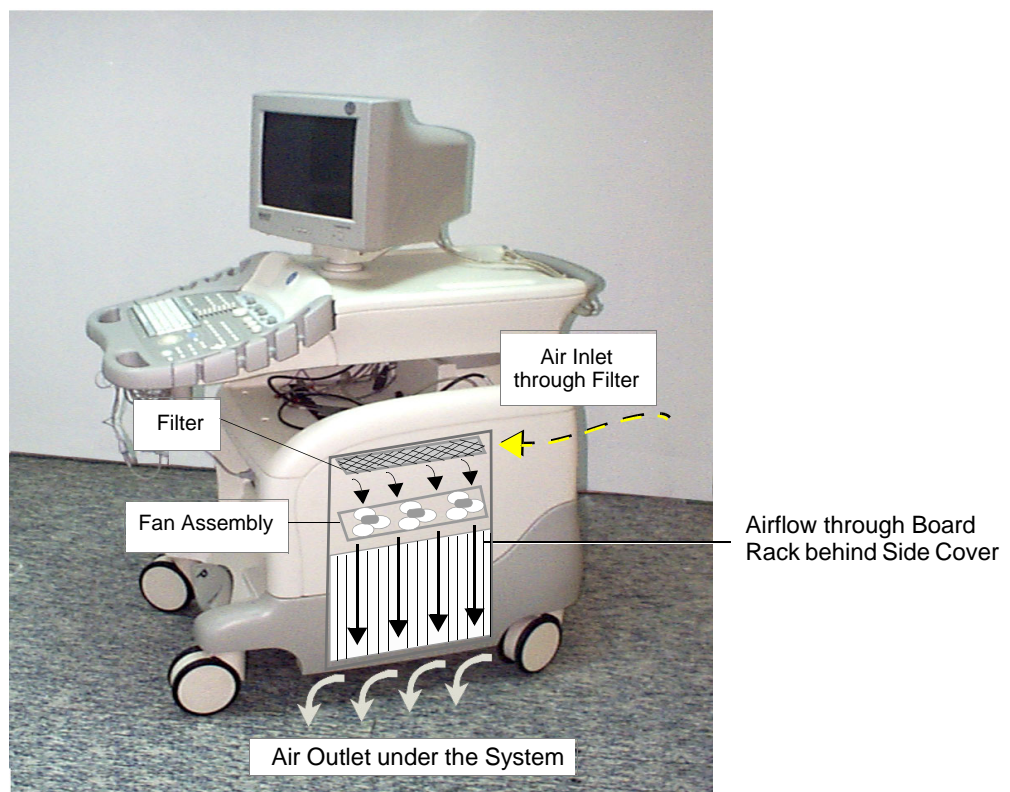 Air Inlet
through Filter
Filter
Fan Assembly
Airflow through Board
Rack behind Side Cover
Air Outlet under the System